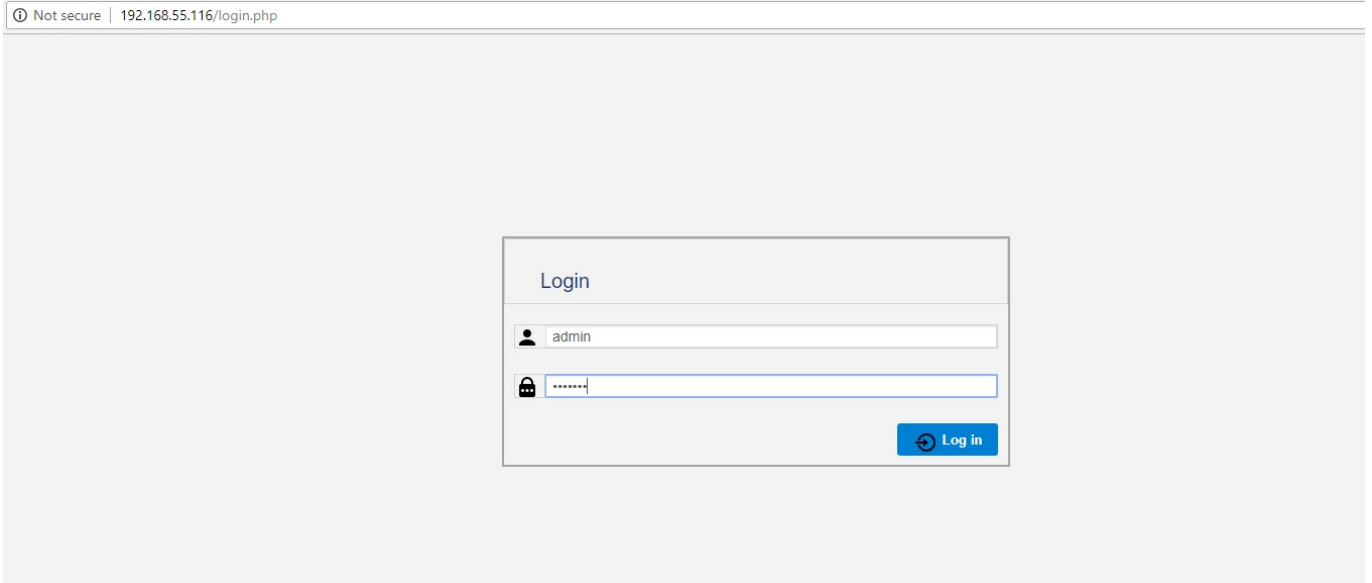 Not secure | 192.168.55.116/login.php
Login
admin
•••••••
Log in